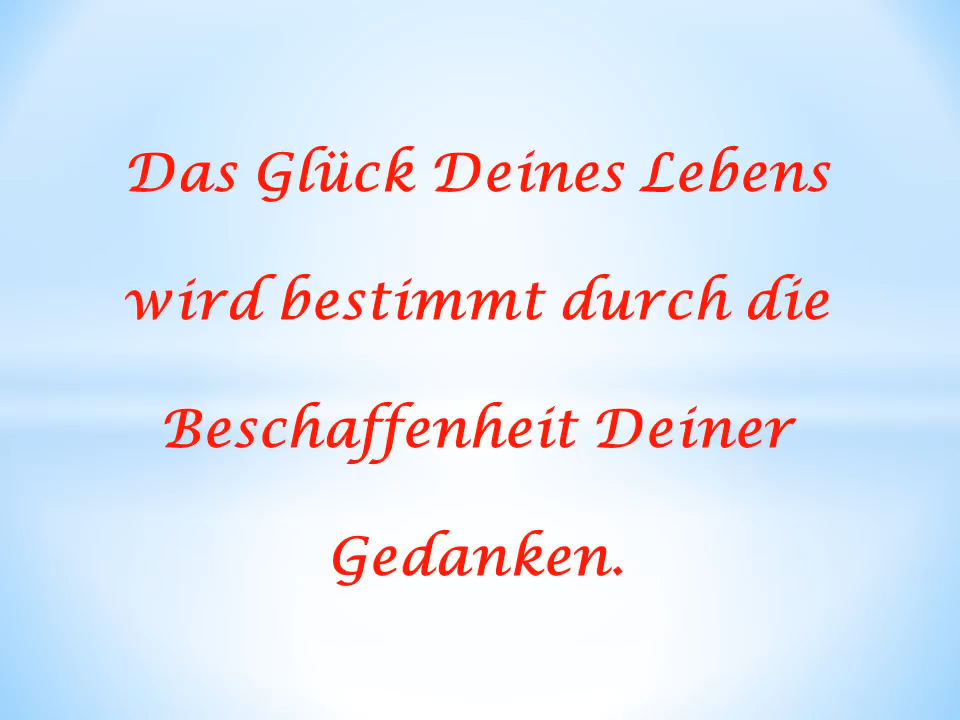 Das Glück Deines Lebens
wird bestimmt durch die
Beschaffenheit Deiner
Gedanken.